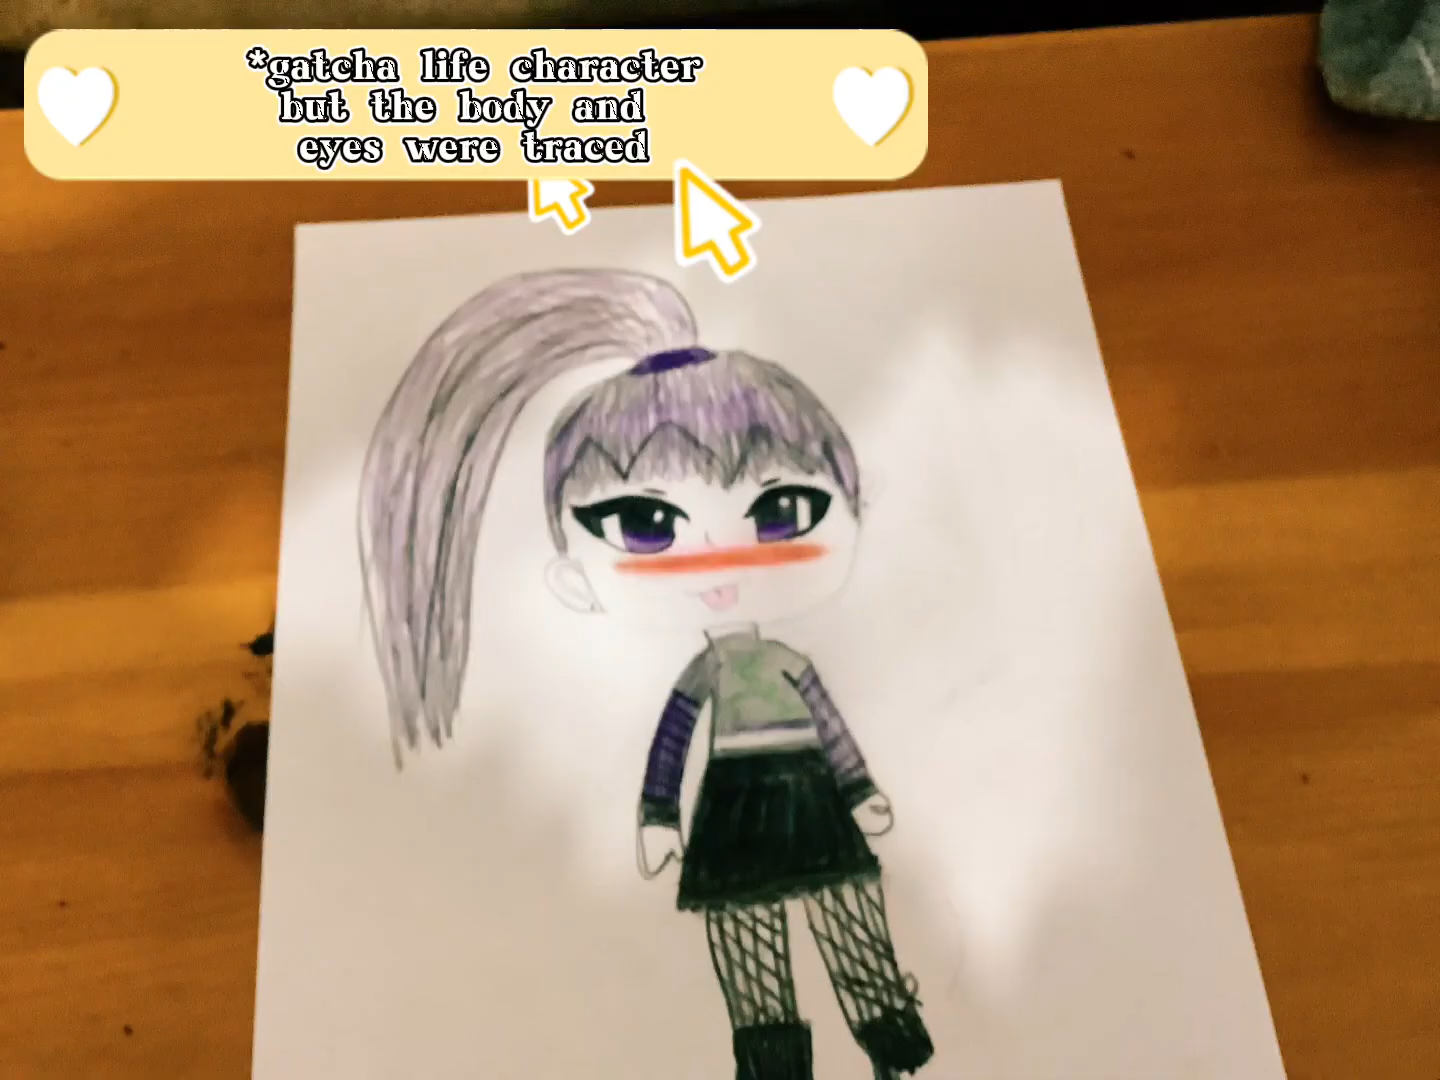 *gatcha life character
but the body and
eyes were traced